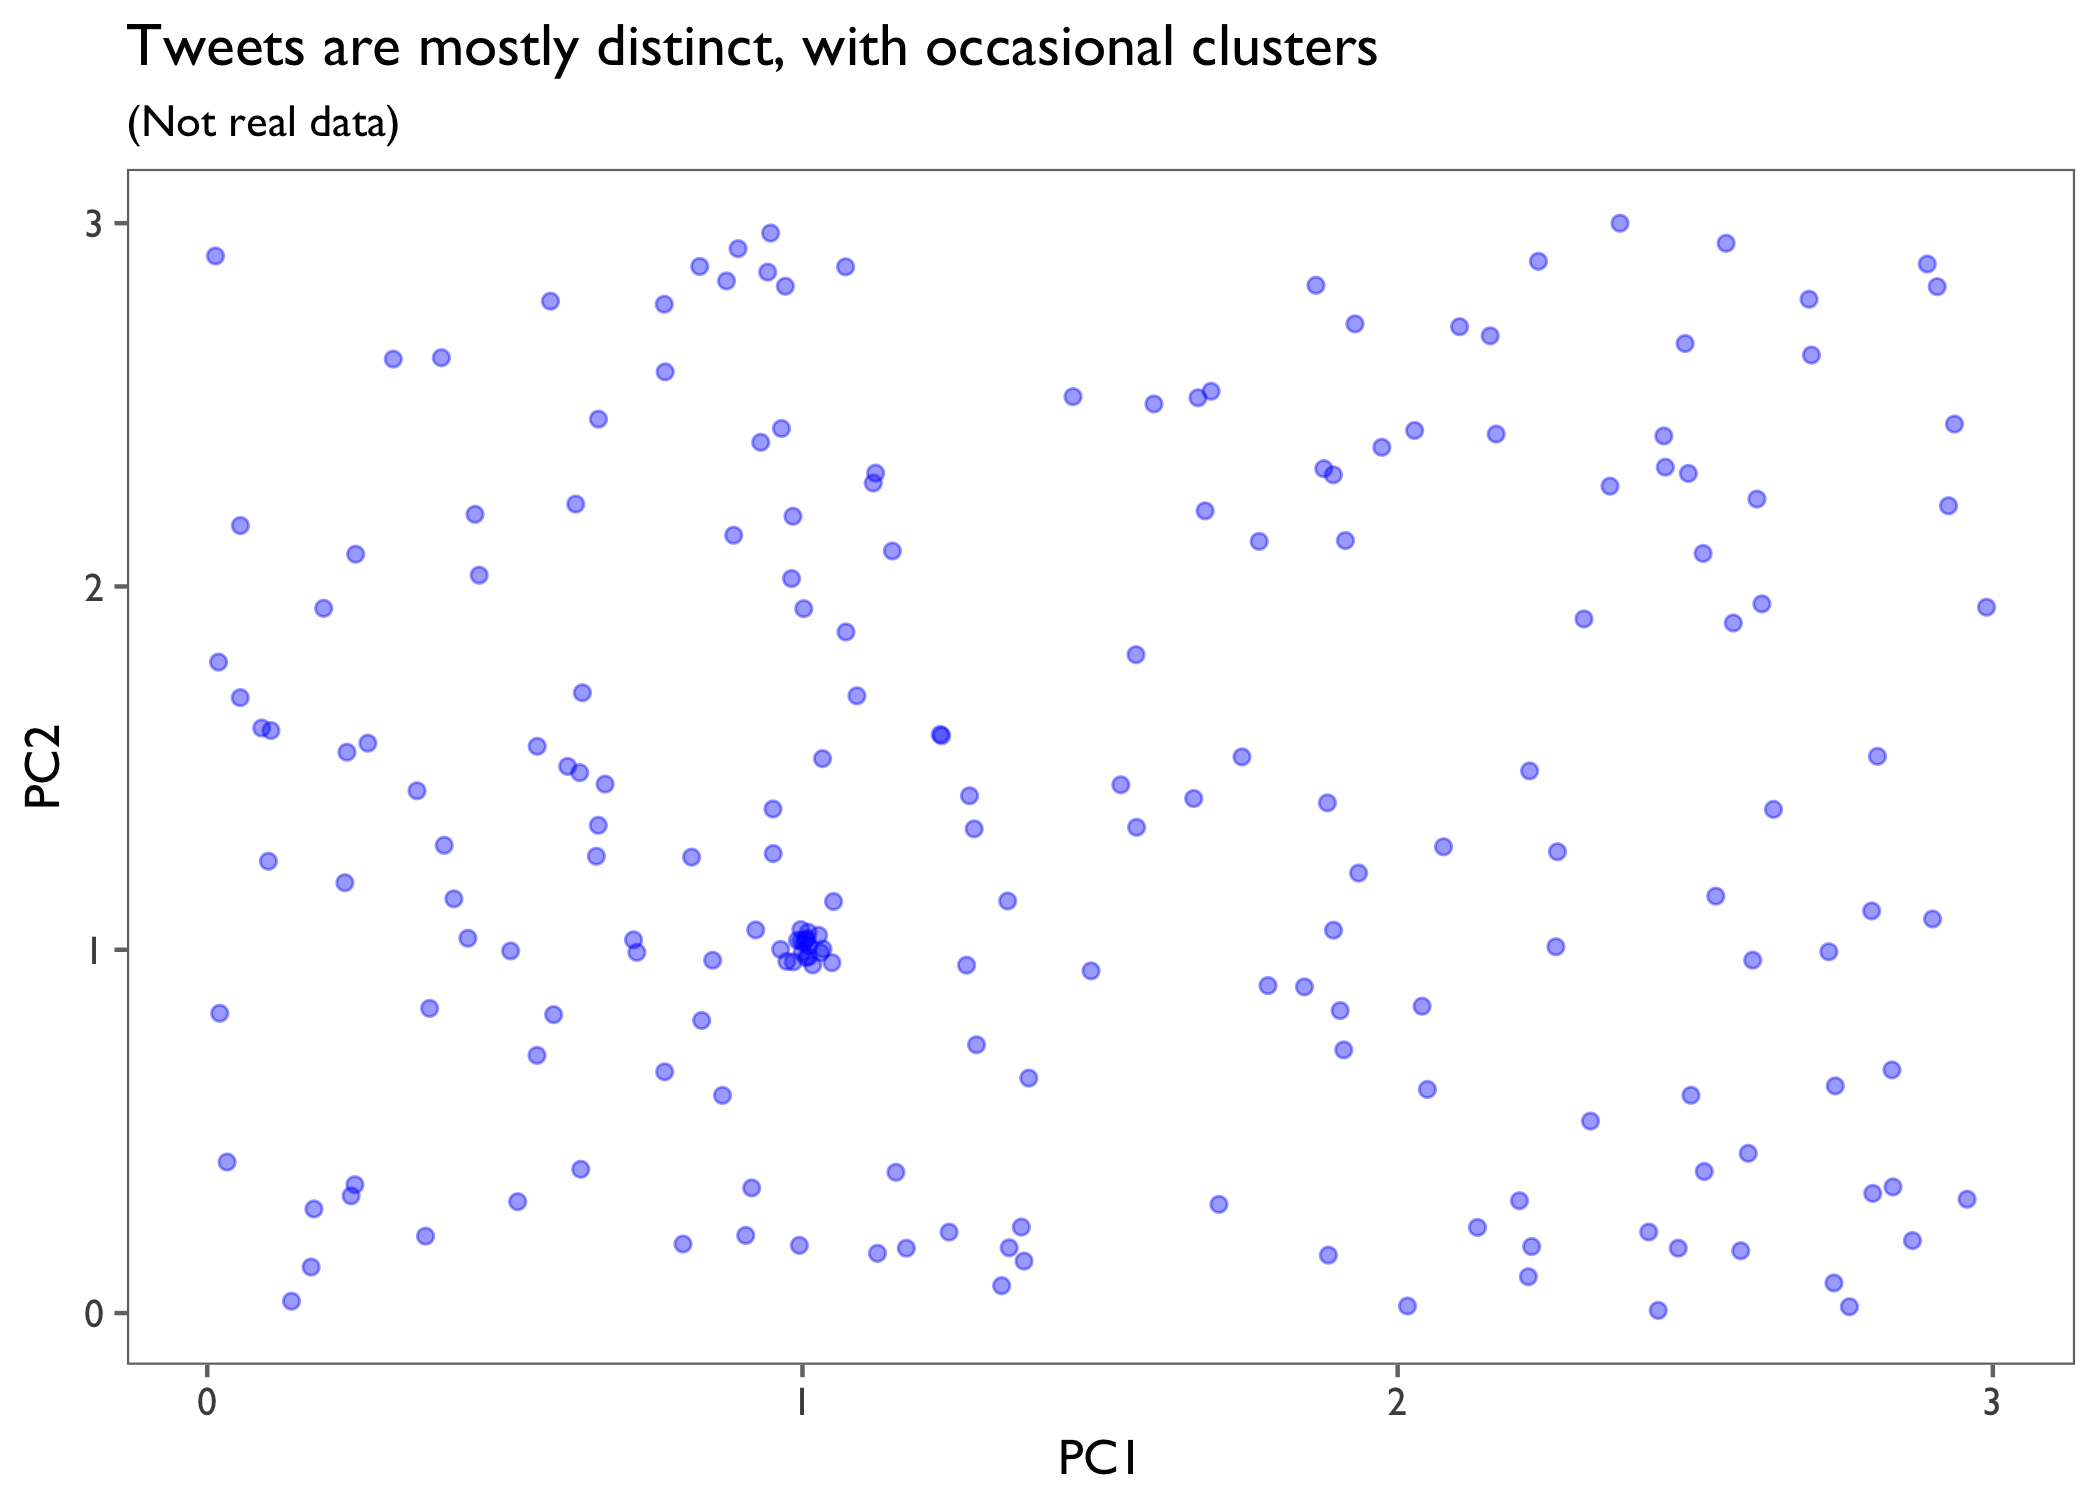 Tweets are mostly distinct, with occasional clusters
(Not real data)
3
2
1
0
PC2
0
1
2
3
PC1